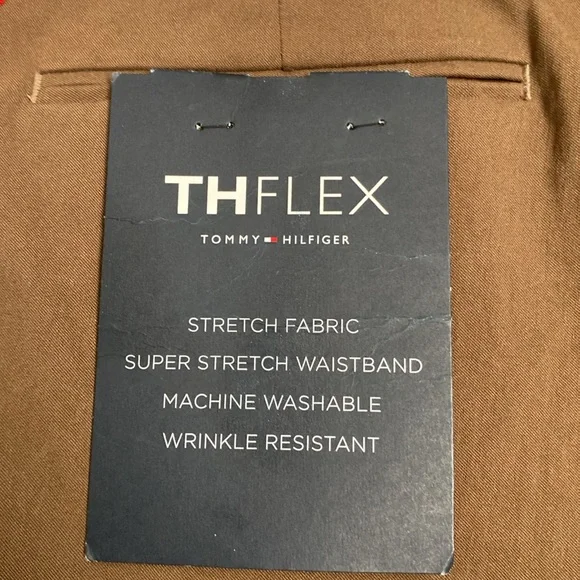 THFLEX
TOMMY HILFIGER
STRETCH FABRIC
SUPER STRETCH WAISTBAND
MACHINE WASHABLE
WRINKLE RESISTANT